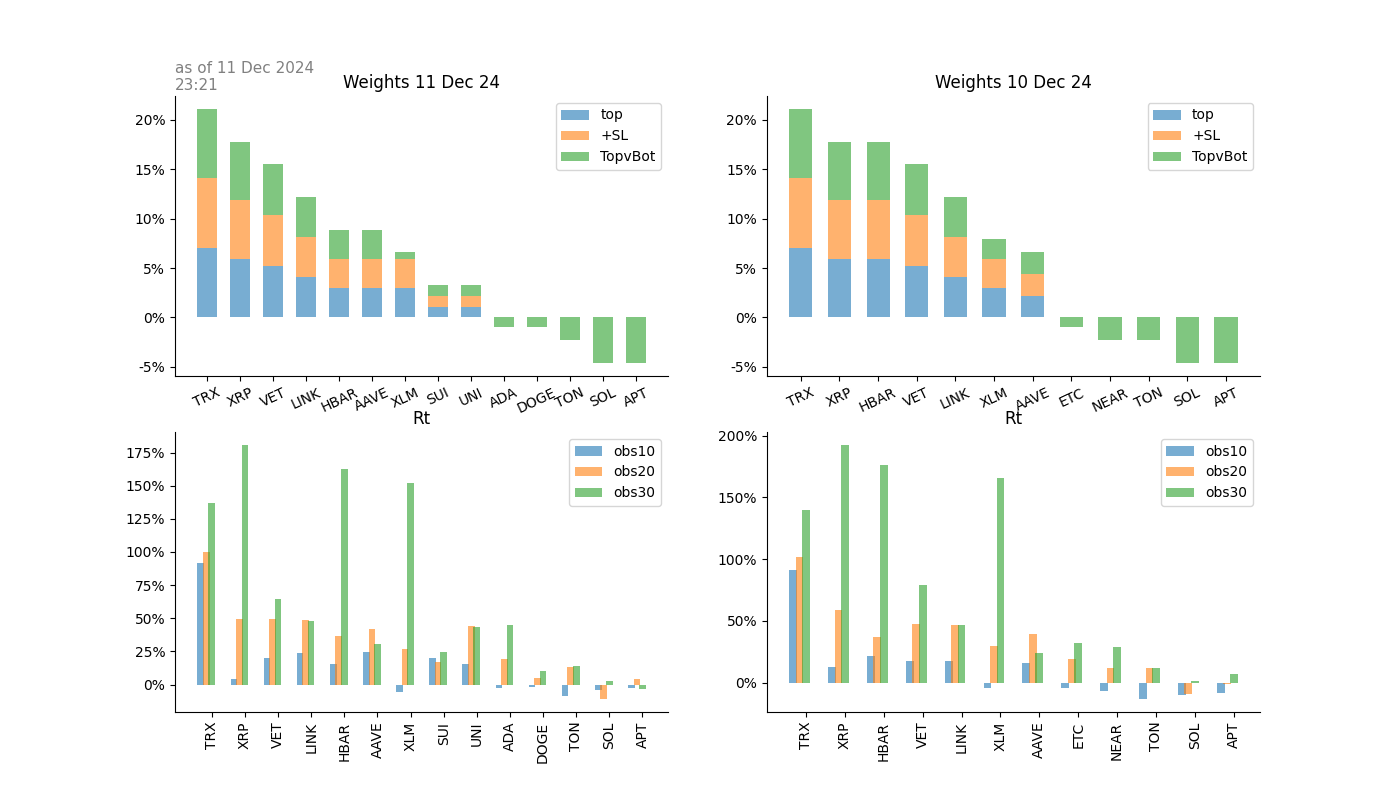 as of 11 Dec 2024
23:21
Weights 11 Dec 24
20%
15%
10%
5%
0%
-5%
top
+SL
TopvBot
TRX XRP VET LINK HBAR AAVE XLM SUI UNI ADA DOGE TON SOL APT
Weights 10 Dec 24
20%
15%
10%
5%
0%
-5%
top
+SL
TopvBot
TRX XRP HBAR VET LINK XLM AAVE ETC NEAR TON SOL APT
Rt
175%
150%
125%
100%
75%
50%
25%
0%
obs10
obs20
obs30
TRX XRP VET LINK HBAR AAVE XLM SUI UNI ADA DOGE TON SOL APT
Rt
200%
150%
100%
50%
0%
obs10
obs20
obs30
TRX XRP HBAR VET LINK XLM AAVE ETC NEAR TON SOL APT